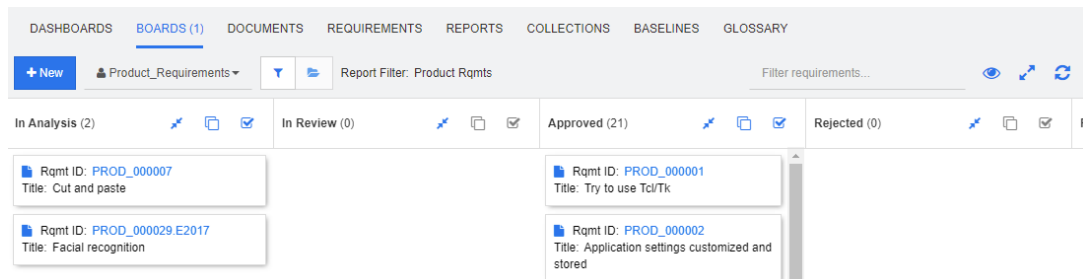 DASHBOARDS BOARDS (1) DOCUMENTS REQUIREMENTS REPORTS COLLECTIONS BASELINES GLOSSARY
+ New Product_Requirements Report Filter: Product Rqmts Filter requirements...
In Analysis (2) In Review (0) Approved (21) Rejected (0)
Rqmt ID: PROD_000007
Title: Cut and paste
Rqmt ID: PROD_000029.E2017
Title: Facial recognition
Rqmt ID: PROD_000001
Title: Try to use Tcl/Tk
Rqmt ID: PROD_000002
Title: Application settings customized and
stored